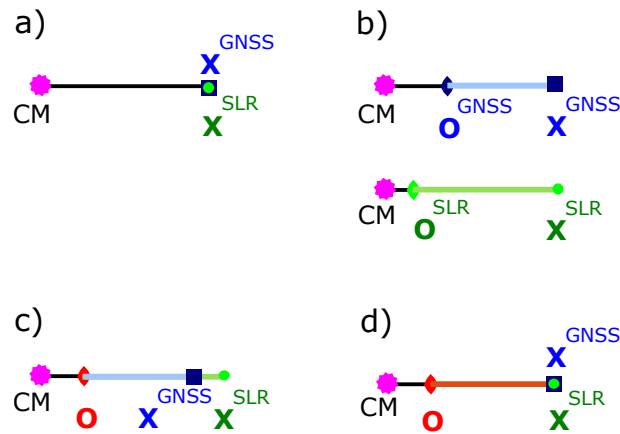 a)
X GNSS
CM
X SLR
b)
CM
O GNSS
X GNSS
CM
O SLR
X SLR
c)
CM
O
X GNSS
X SLR
d)
X GNSS
CM
O
X SLR